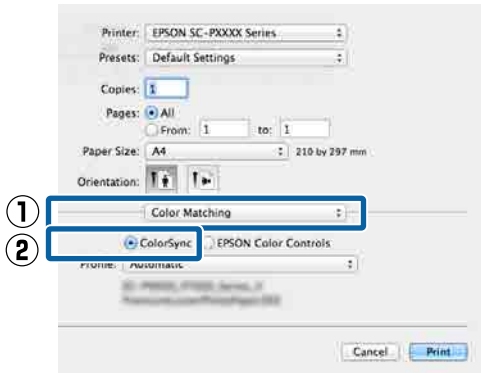 Printer: EPSON SC-PXXXX Series
Presets: Default Settings
Copies: 1
Pages: All
From: 1 to: 1
Paper Size: A4 210 by 297 mm
Orientation:
① Color Matching
② ColorSync EPSON Color Controls
Profile: Automatic
Cancel Print